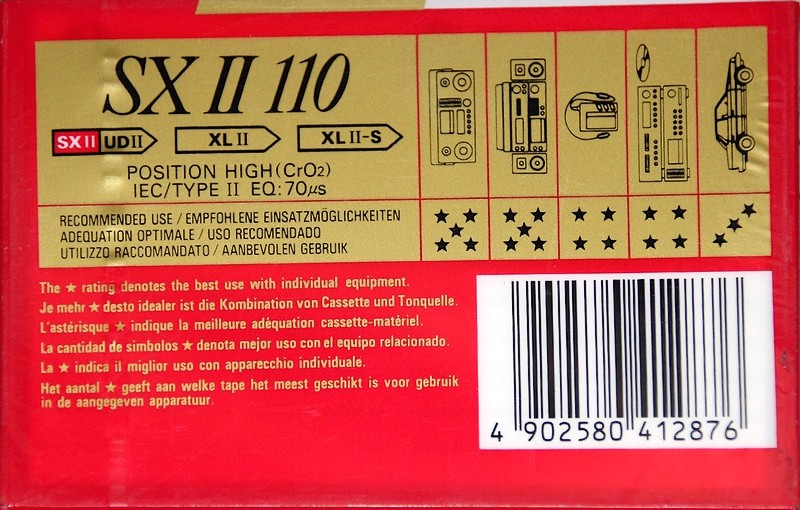 SX II 110
SX II UD II XL II XL II-S
POSITION HIGH (CrO2)
IEC/TYPE II EQ: 70µs
RECOMMENDED USE / EMPFOHLENE EINSATZMÖGLICHKEITEN
ADEQUATION OPTIMALE / USO RECOMENDADO
UTILIZZO RACCOMANDATO / AANBEVOLEN GEBRUIK
The ★ rating denotes the best use with individual equipment.
Je mehr ★ desto idealer ist die Kombination von Cassette und Tonquelle.
L'astérisque ★ indique la meilleure adéquation cassette-matériel.
La cantidad de simbolos ★ denota mejor uso con el equipo relacionado.
La ★ indica il miglior uso con apparecchio individuale.
Het aantal ★ geeft aan welke tape het meest geschikt is voor gebruik
in de aangegeven apparatuur.
4 902580 412876